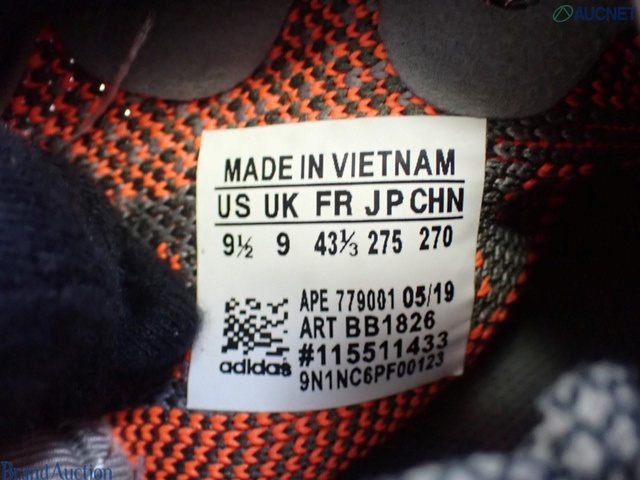 AUCNET
MADE IN VIETNAM
US UK FR JP CHN
9½ 9 43⅓ 275 270
APE 779001 05/19
ART BB1826
#115511433
adidas 9N1NC6PF00123
Brand Auction